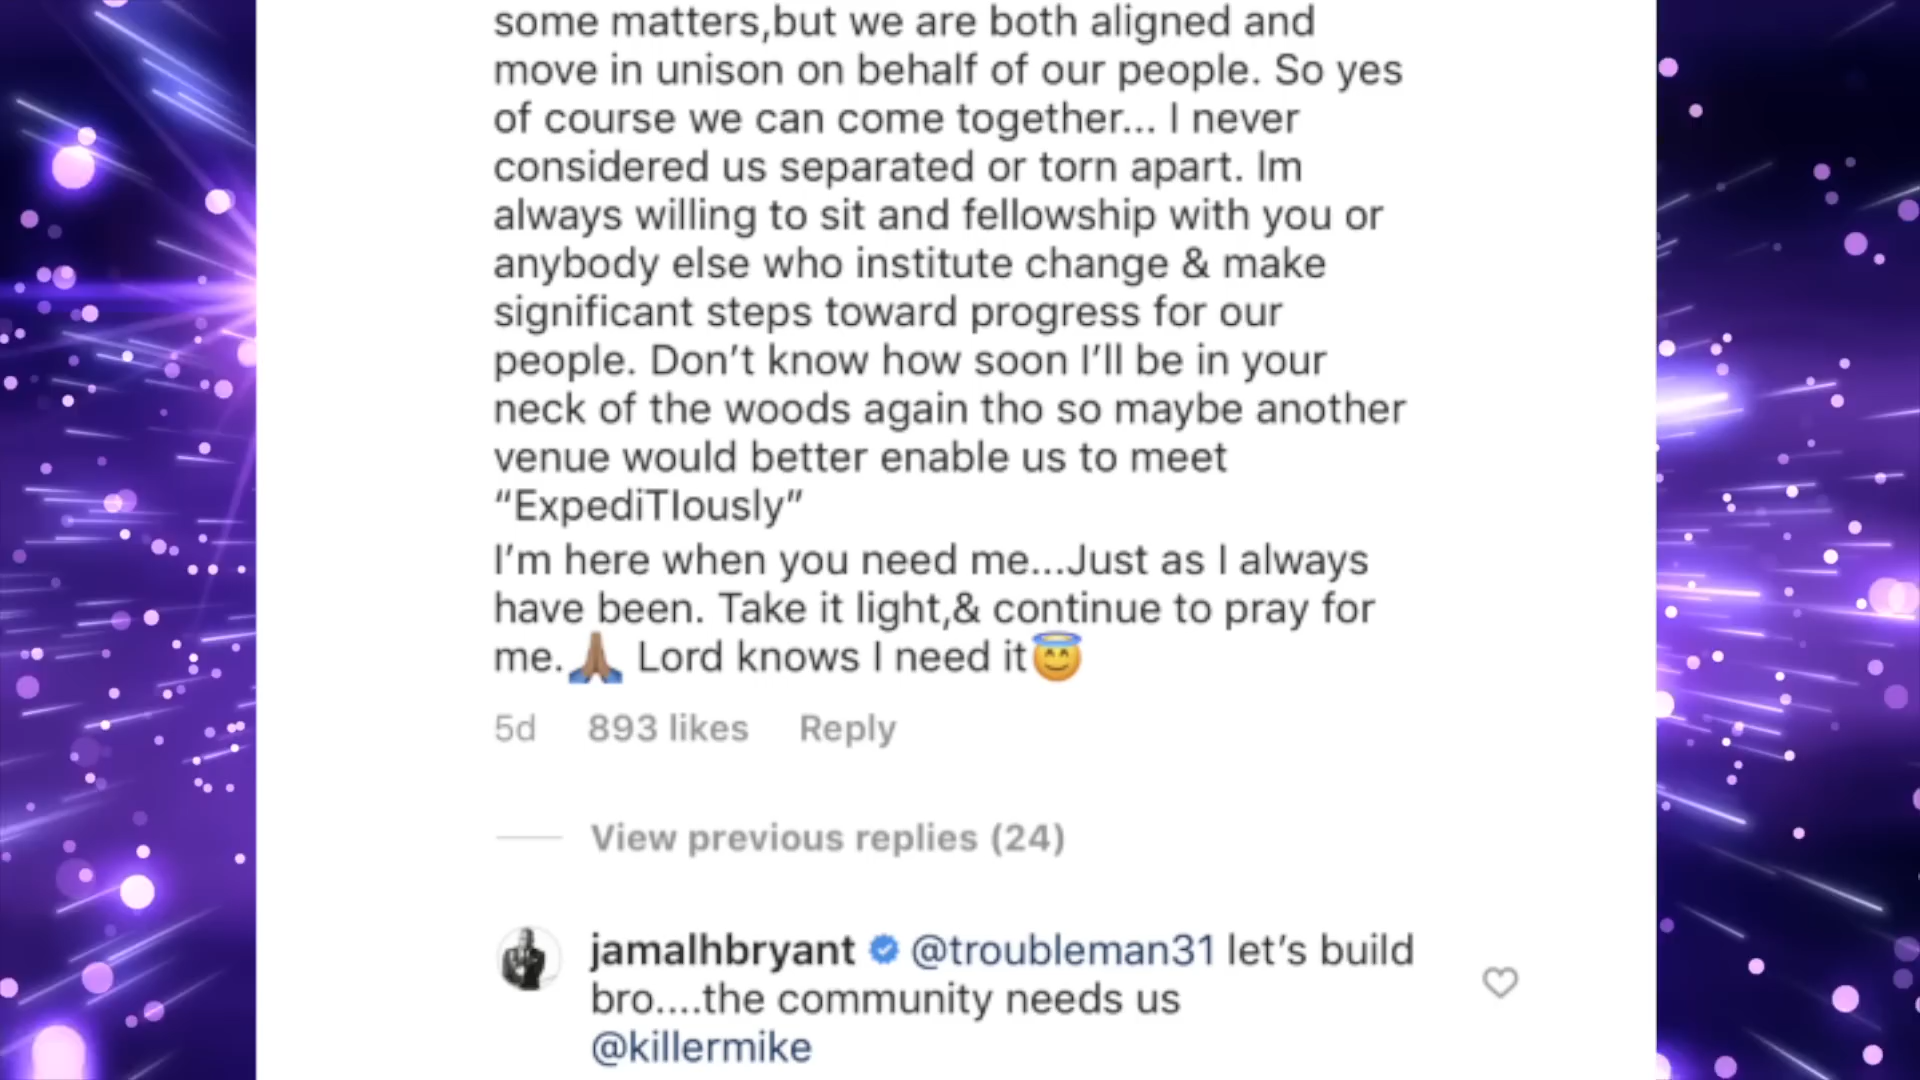 some matters,but we are both aligned and
move in unison on behalf of our people. So yes
of course we can come together... I never
considered us separated or torn apart. Im
always willing to sit and fellowship with you or
anybody else who institute change & make
significant steps toward progress for our
people. Don’t know how soon I’ll be in your
neck of the woods again tho so maybe another
venue would better enable us to meet
“ExpediTIously”
I’m here when you need me...Just as I always
have been. Take it light,& continue to pray for
me.🙏🏽 Lord knows I need it😇
5d 893 likes Reply
View previous replies (24)
jamalhbryant @troubleman31 let’s build
bro....the community needs us
@killermike